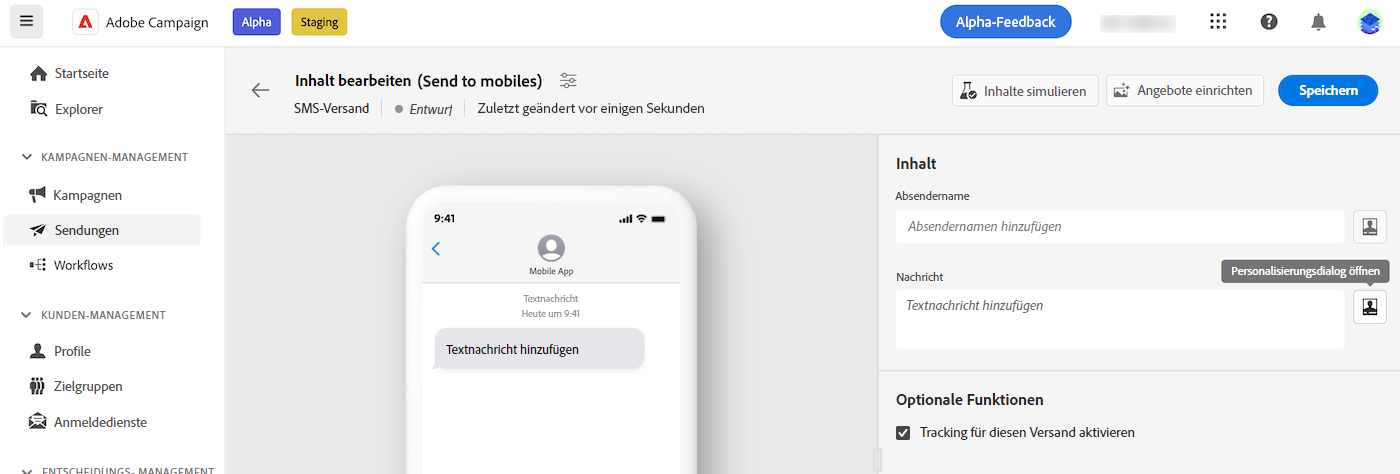 Adobe Campaign
Alpha
Staging
Alpha-Feedback
Startseite
Explorer
KAMPAGNEN-MANAGEMENT
Kampagnen
Sendungen
Workflows
KUNDEN-MANAGEMENT
Profile
Zielgruppen
Anmeldedienste
ENTSCHEIDUNGS- MANAGEMENT
Inhalt bearbeiten (Send to mobiles)
SMS-Versand
Entwurf
Zuletzt geändert vor einigen Sekunden
Inhalte simulieren
Angebote einrichten
Speichern
9:41
Mobile App
Textnachricht
Heute um 9:41
Textnachricht hinzufügen
Inhalt
Absendername
Absendernamen hinzufügen
Personalisierungsdialog öffnen
Nachricht
Textnachricht hinzufügen
Optionale Funktionen
Tracking für diesen Versand aktivieren